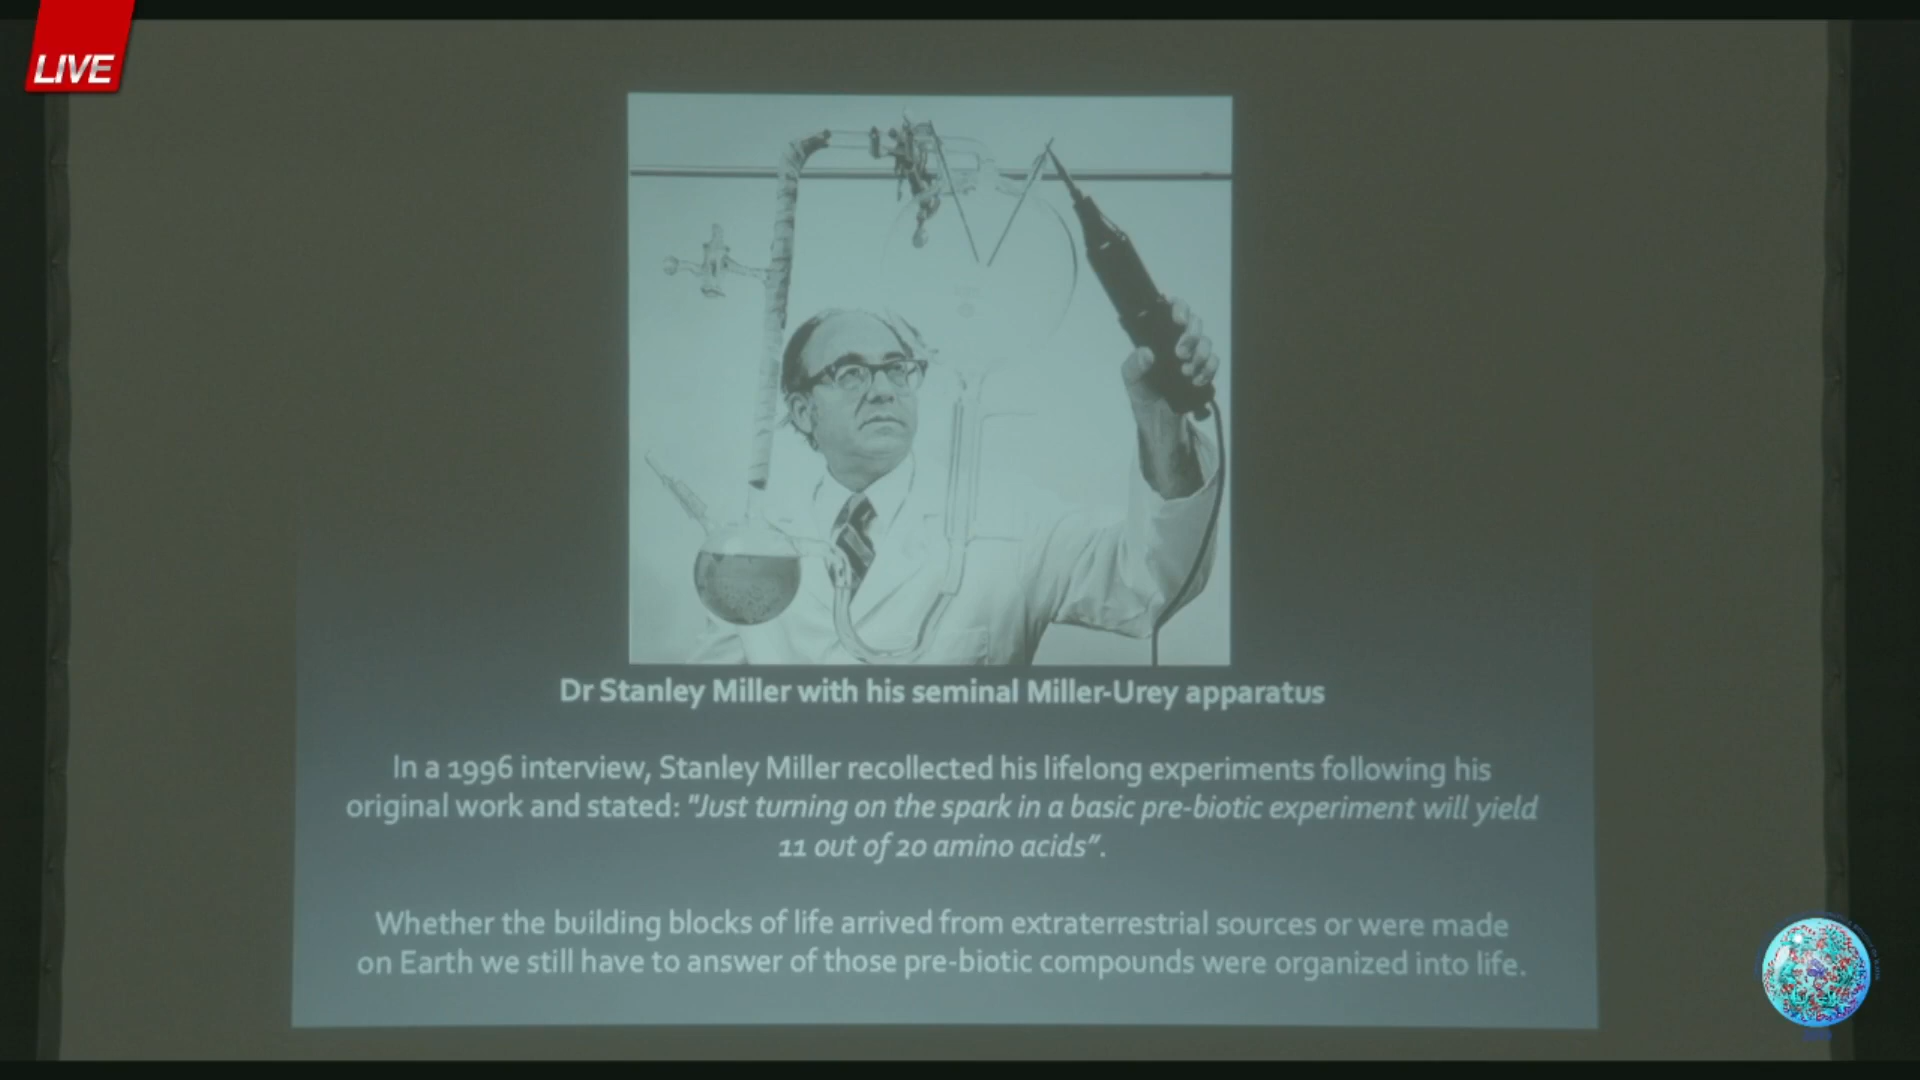 LIVE
Dr Stanley Miller with his seminal Miller-Urey apparatus
In a 1996 interview, Stanley Miller recollected his lifelong experiments following his
original work and stated: "Just turning on the spark in a basic pre-biotic experiment will yield
11 out of 20 amino acids”.
Whether the building blocks of life arrived from extraterrestrial sources or were made
on Earth we still have to answer of those pre-biotic compounds were organized into life.